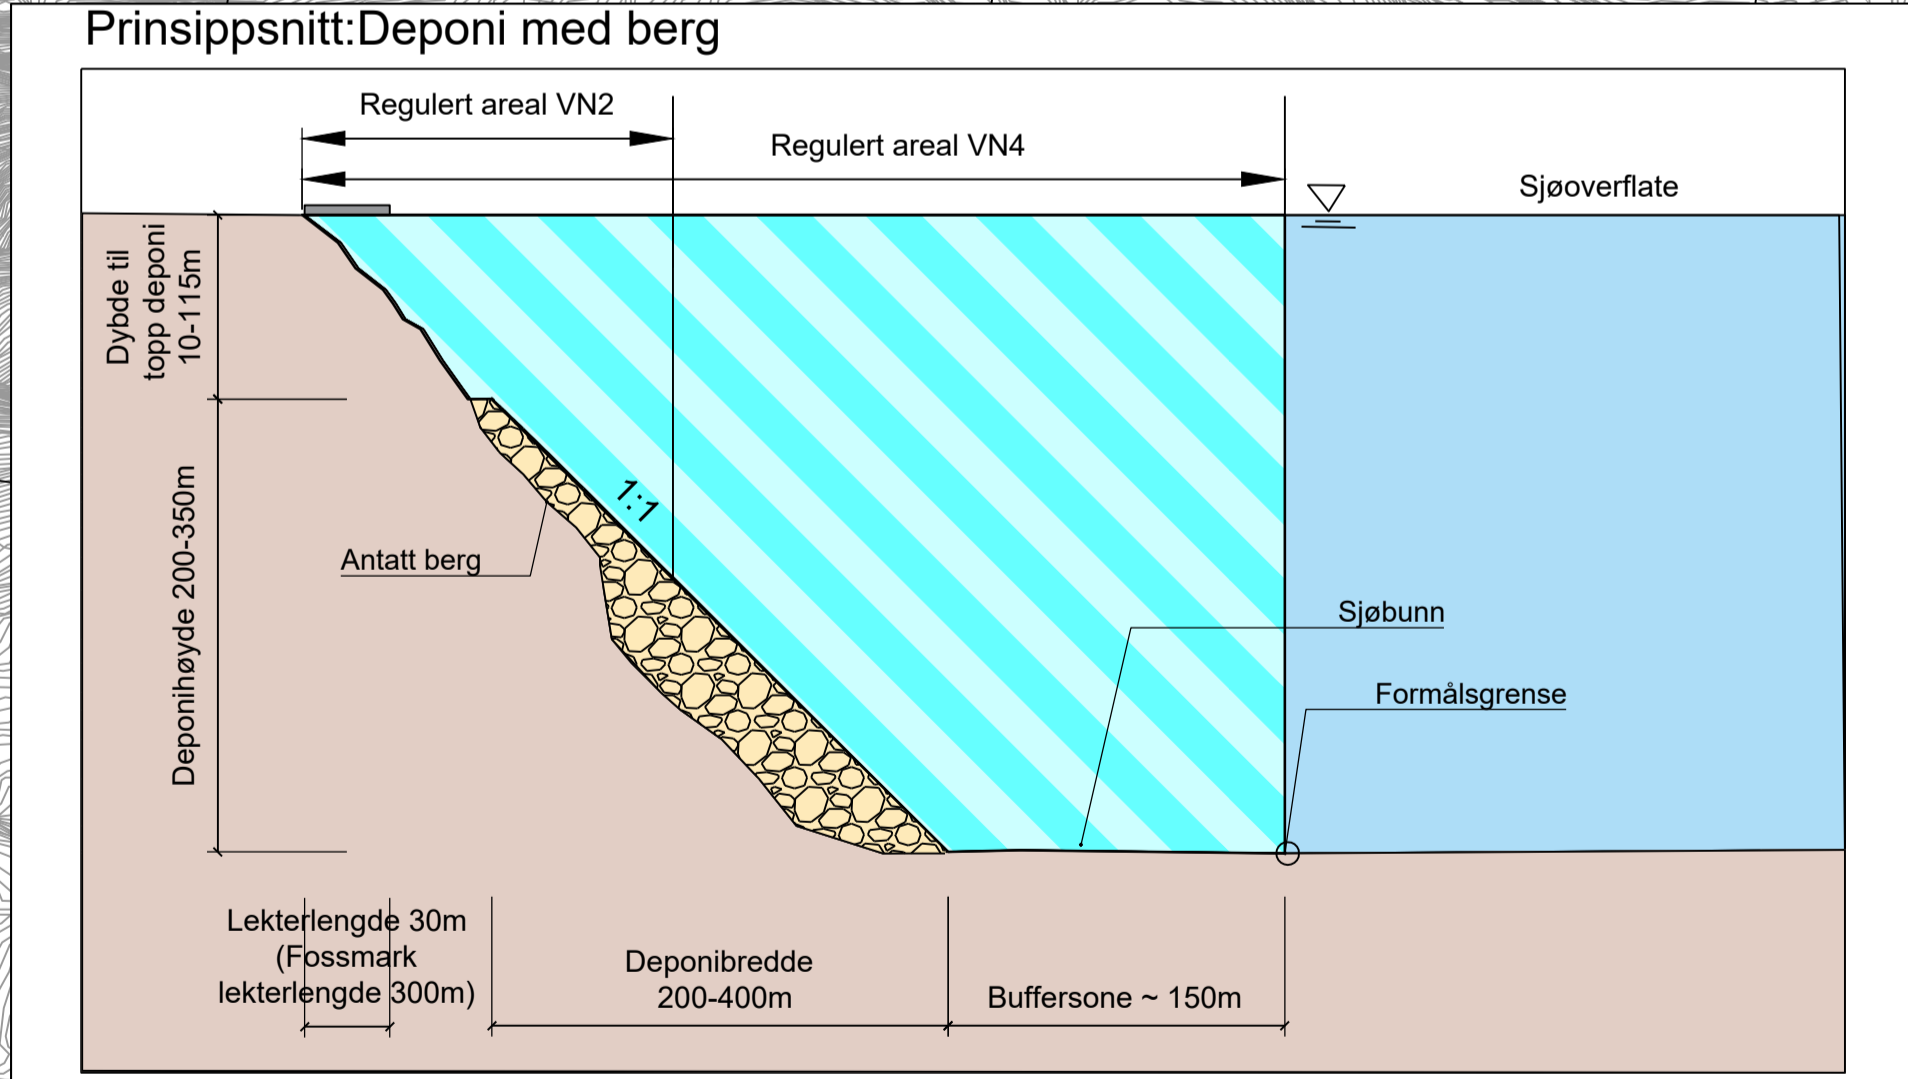 Prinsippsnitt:Deponi med berg
Regulert areal VN2
Regulert areal VN4
Sjøoverflate
Dybde til
topp deponi
10-115m
1:1
Deponihøyde 200-350m
Antatt berg
Sjøbunn
Formålsgrense
Lekterlengde 30m
(Fossmark
lekterlengde 300m)
Deponibredde
200-400m
Buffersone ~ 150m